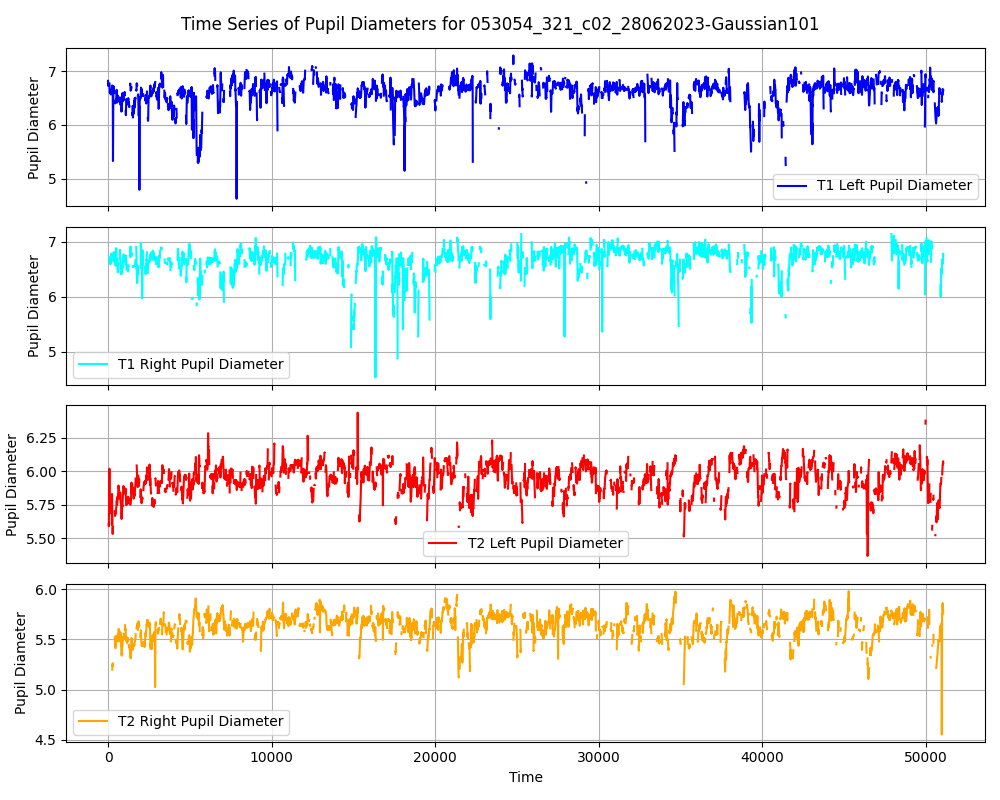 Time Series of Pupil Diameters for 053054_321_c02_28062023-Gaussian101
7
6
5
Pupil Diameter
T1 Left Pupil Diameter
7
6
5
Pupil Diameter
T1 Right Pupil Diameter
6.25
6.00
5.75
5.50
Pupil Diameter
T2 Left Pupil Diameter
6.0
5.5
5.0
4.5
Pupil Diameter
T2 Right Pupil Diameter
0 10000 20000 30000 40000 50000
Time